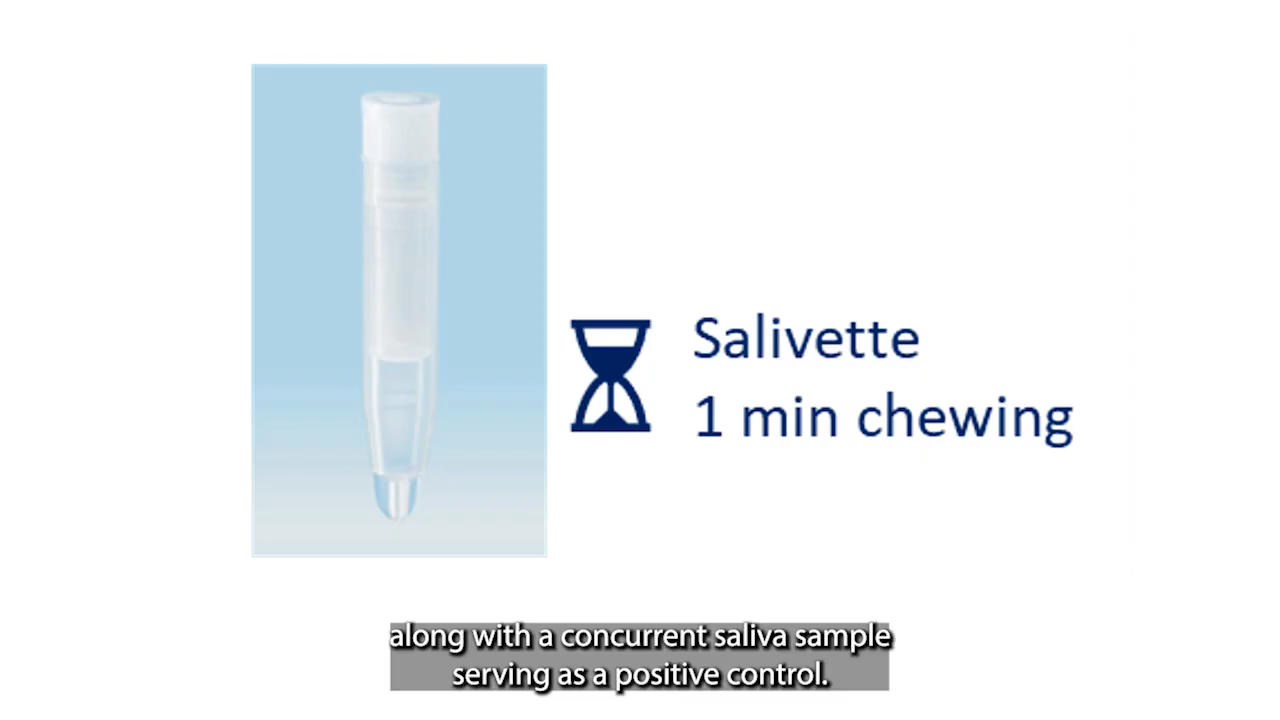 Salivette
1 min chewing
along with a concurrent saliva sample
serving as a positive control.